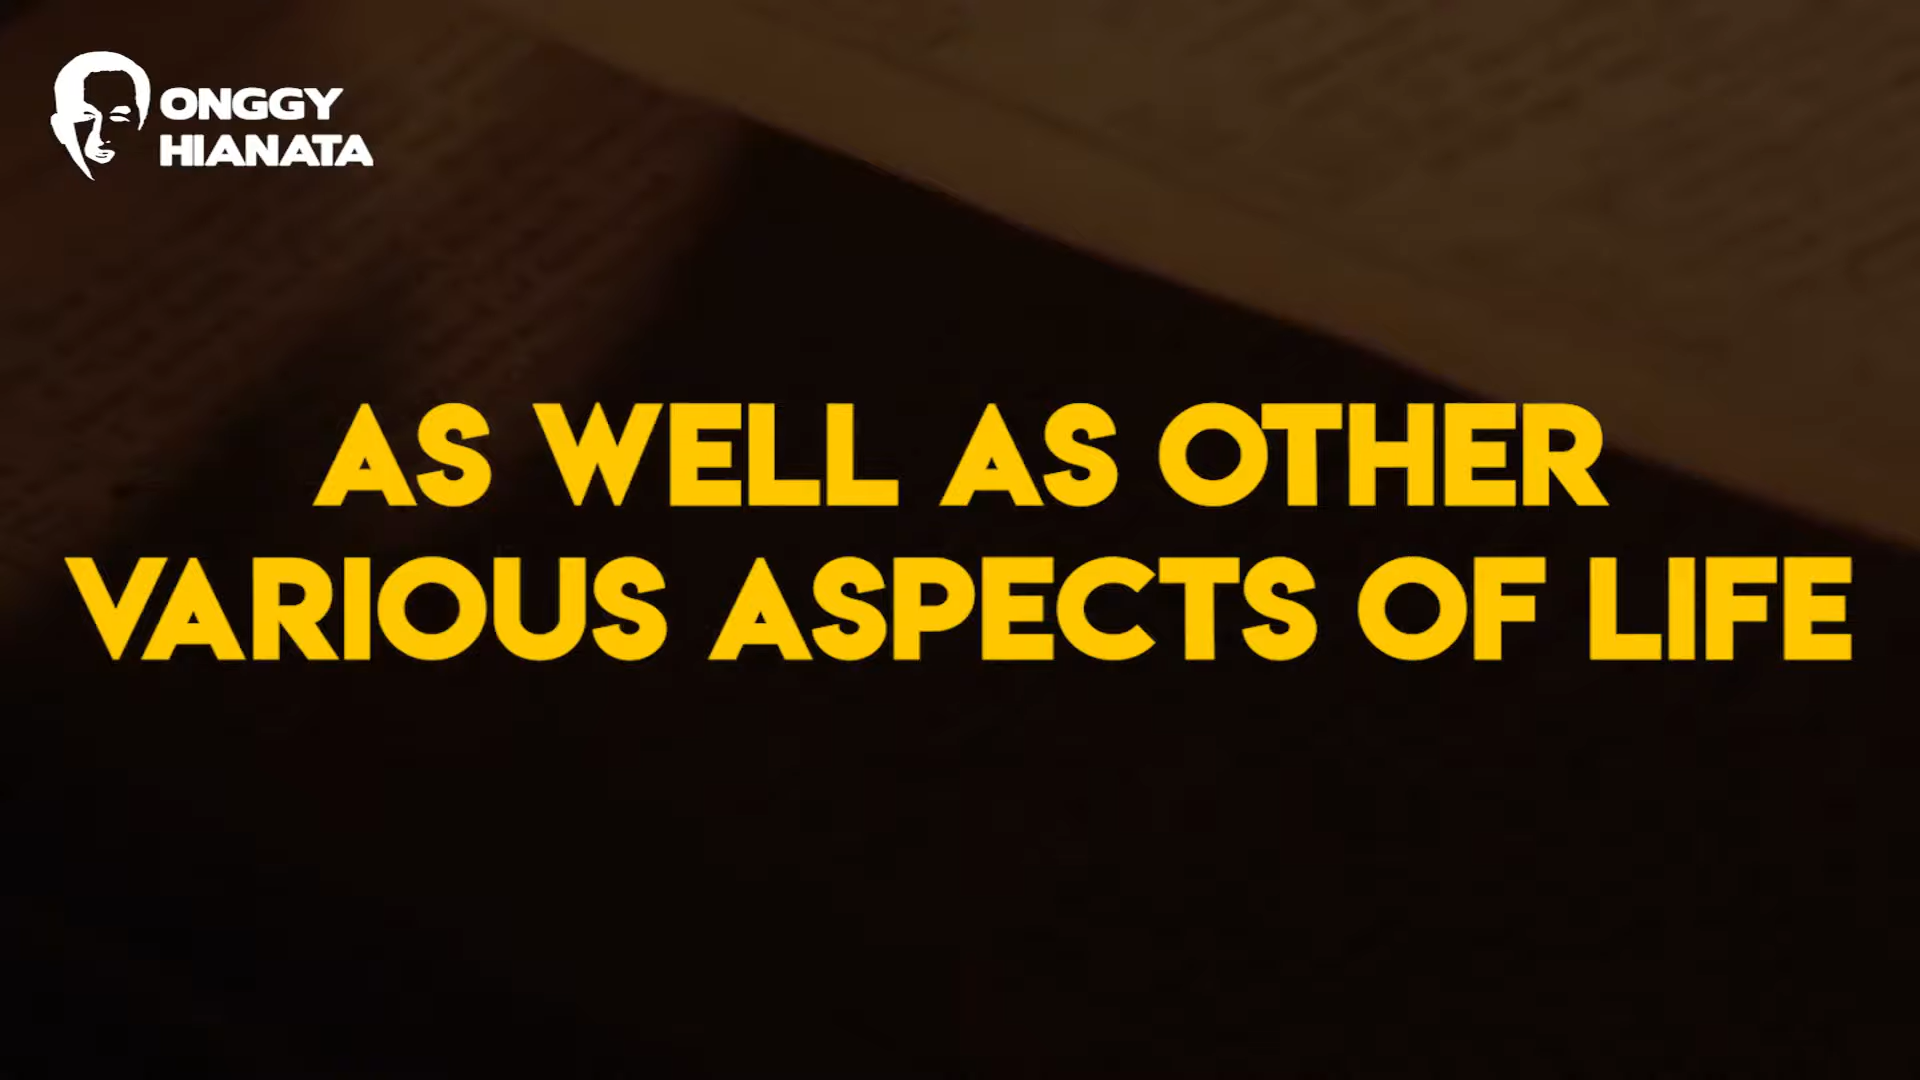 ONGGY
HIANATA
AS WELL AS OTHER
VARIOUS ASPECTS OF LIFE